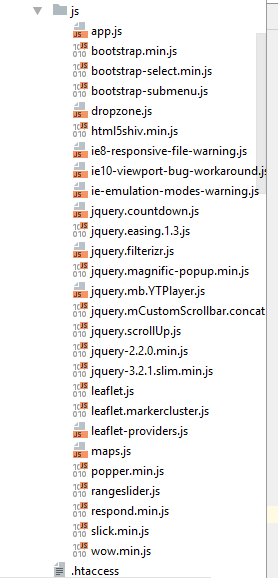 js
app.js
bootstrap.min.js
bootstrap-select.min.js
bootstrap-submenu.js
dropzone.js
html5shiv.min.js
ie8-responsive-file-warning.js
ie10-viewport-bug-workaround.js
ie-emulation-modes-warning.js
jquery.countdown.js
jquery.easing.1.3.js
jquery.filterizr.js
jquery.magnific-popup.min.js
jquery.mb.YTPlayer.js
jquery.mCustomScrollbar.concat
jquery.scrollUp.js
jquery-2.2.0.min.js
jquery-3.2.1.slim.min.js
leaflet.js
leaflet.markercluster.js
leaflet-providers.js
maps.js
popper.min.js
rangeslider.js
respond.min.js
slick.min.js
wow.min.js
.htaccess